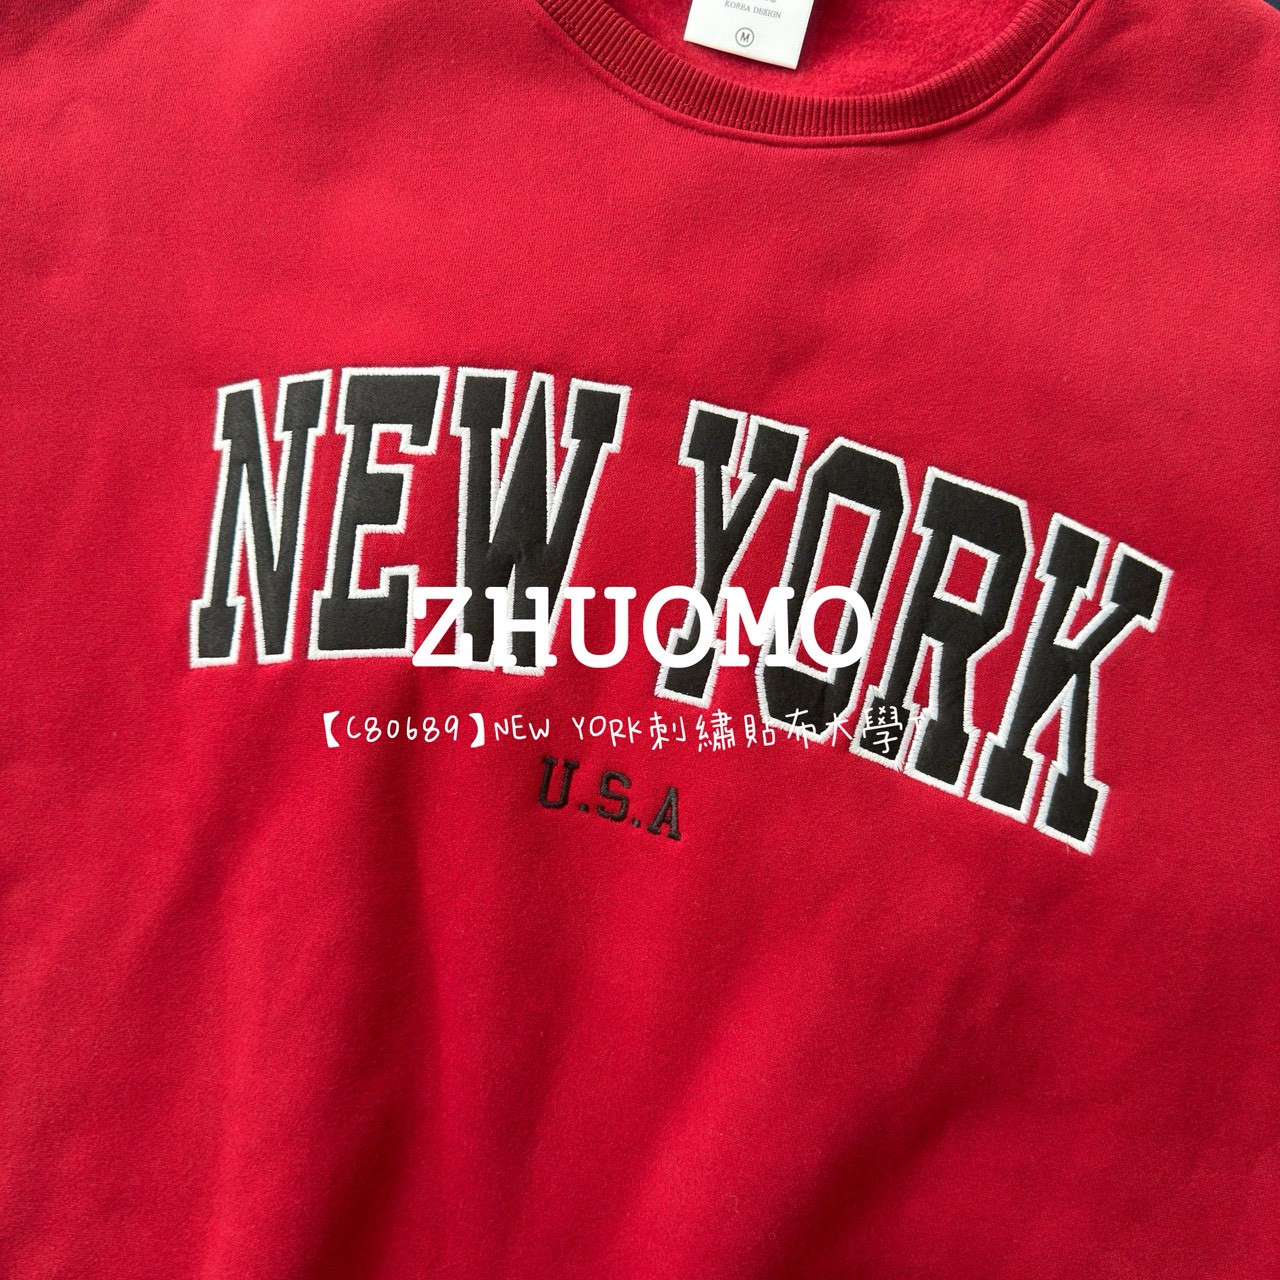 KOREA DESIGN
M
NEW YORK
ZHUOMO
【C80689】NEW YORK刺繡貼布大學T
U.S.A